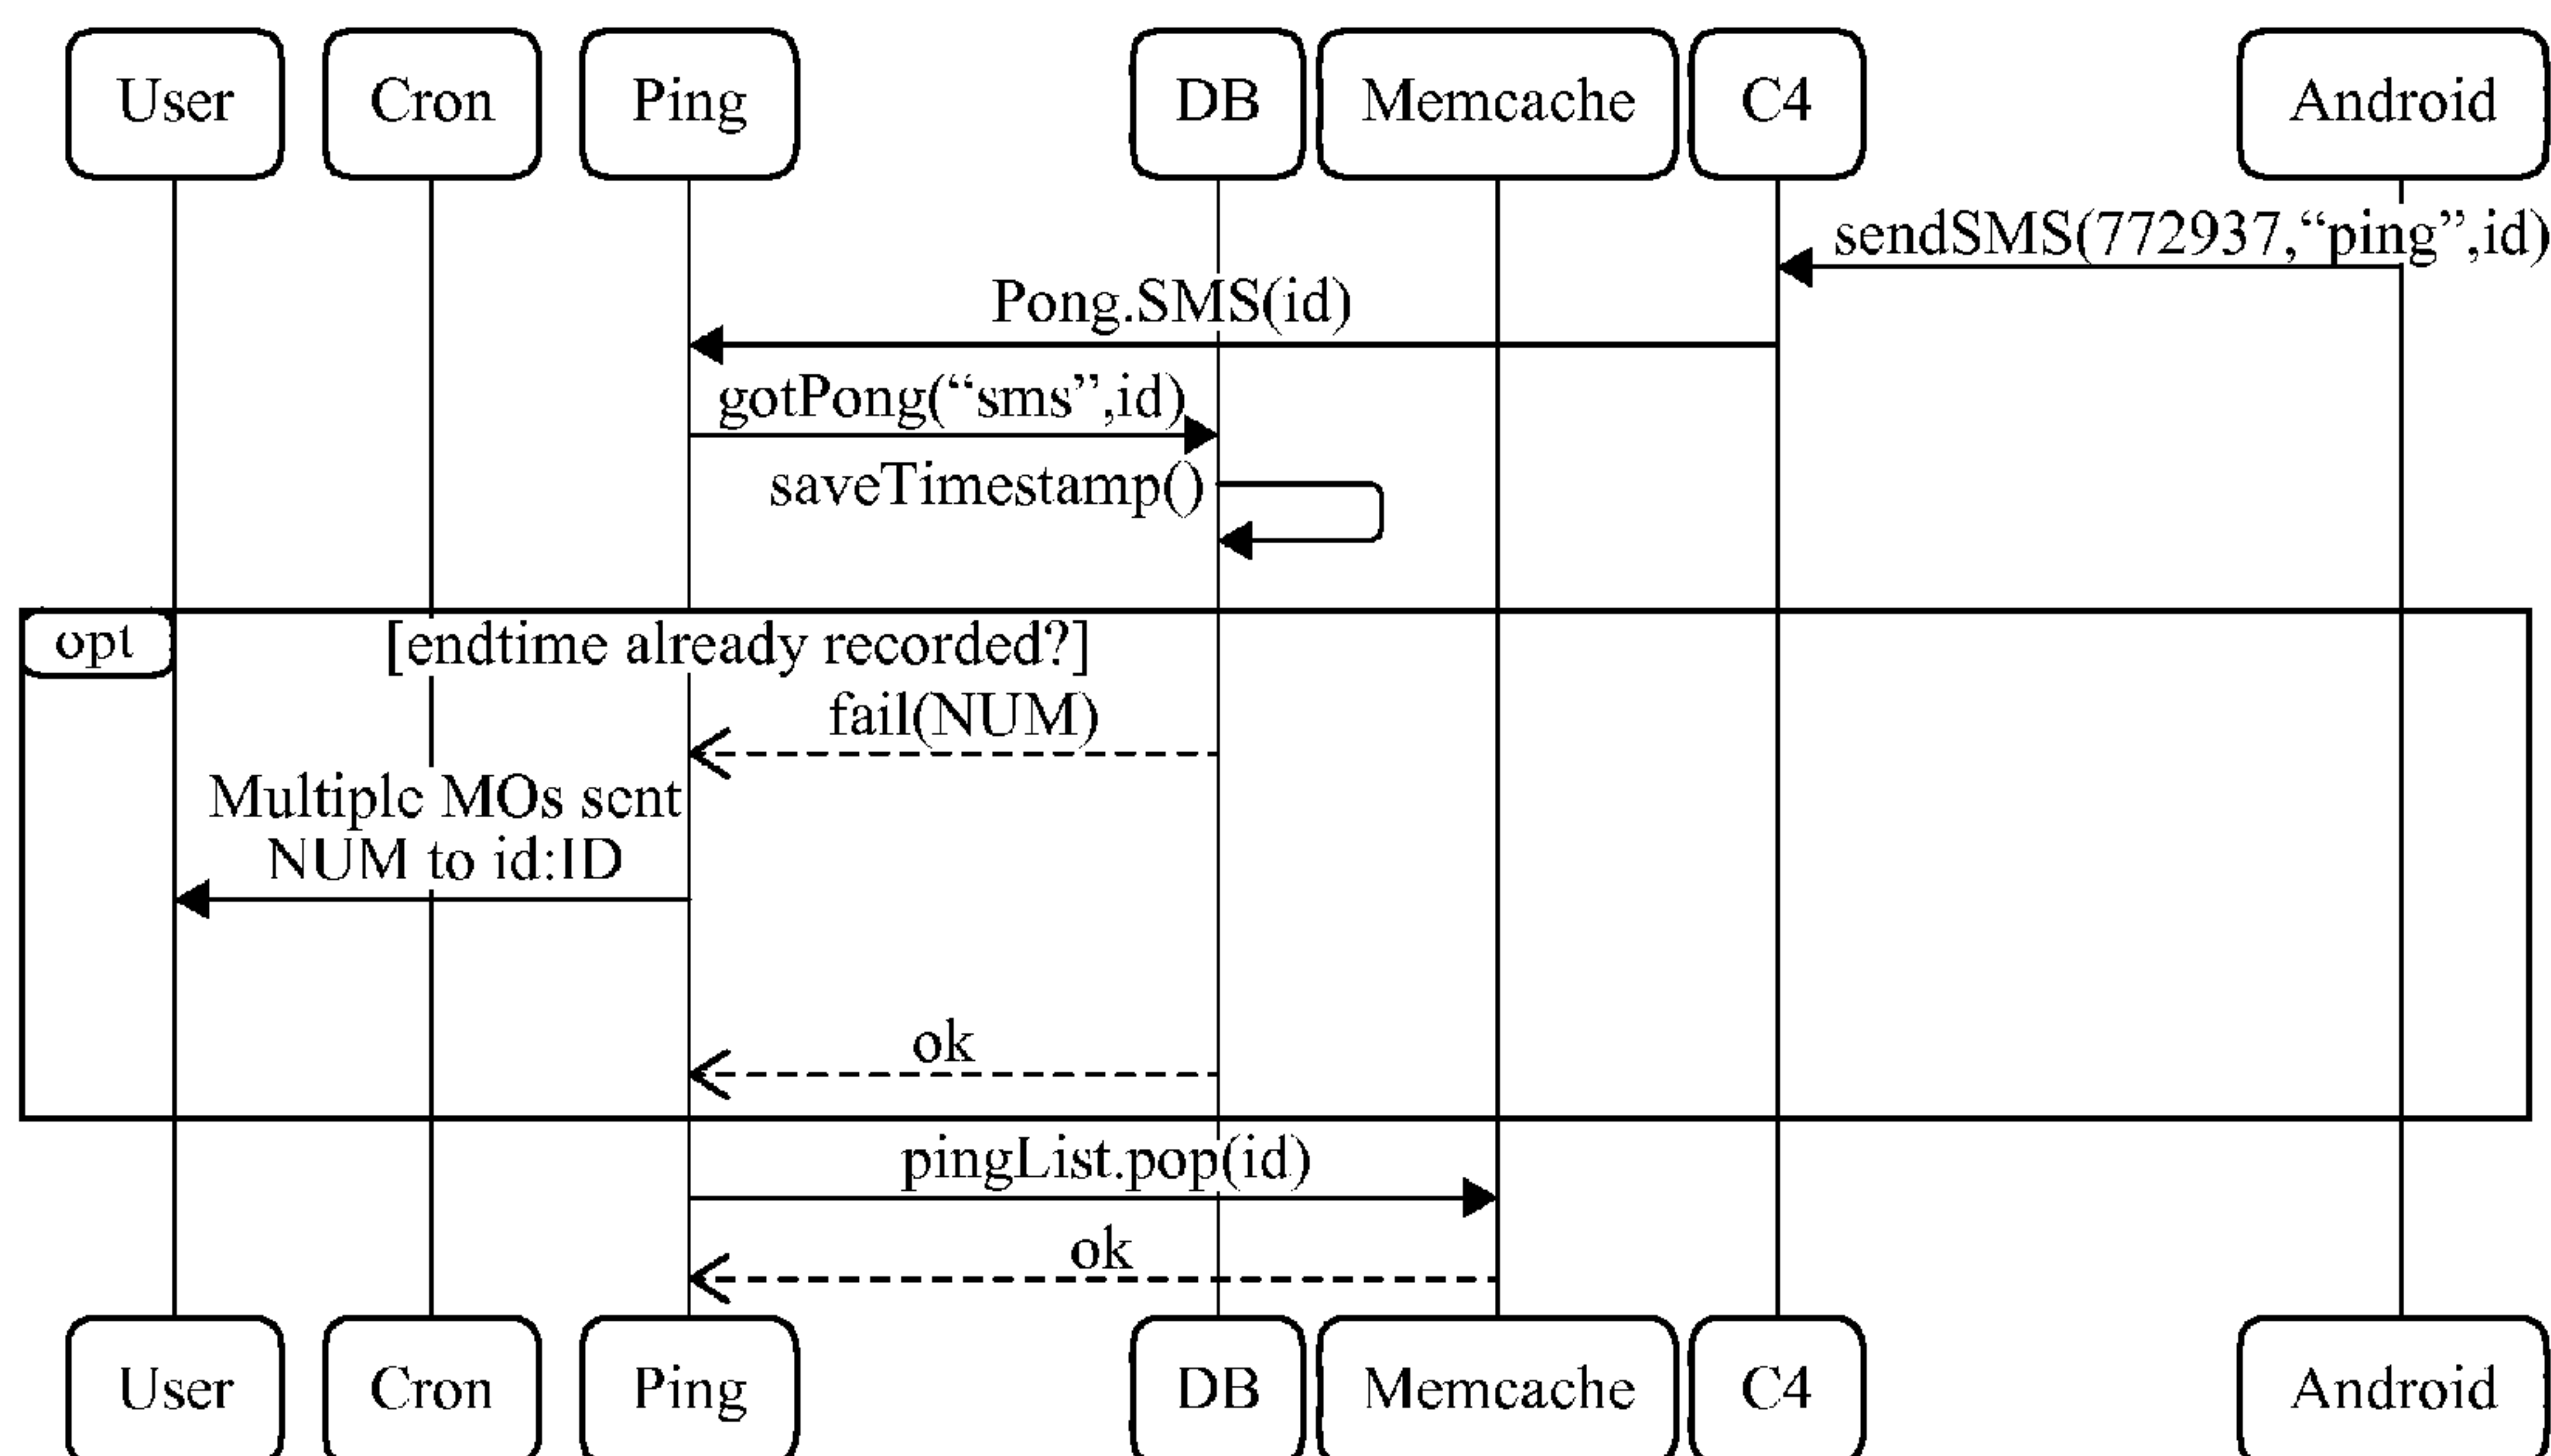 User Cron Ping DB Memcache C4 Android
sendSMS(772937,“ping”,id)
Pong.SMS(id)
gotPong(“sms”,id)
saveTimestamp()
opt [endtime already recorded?]
fail(NUM)
Multiple MOs sent
NUM to id:ID
ok
pingList.pop(id)
ok
User Cron Ping DB Memcache C4 Android